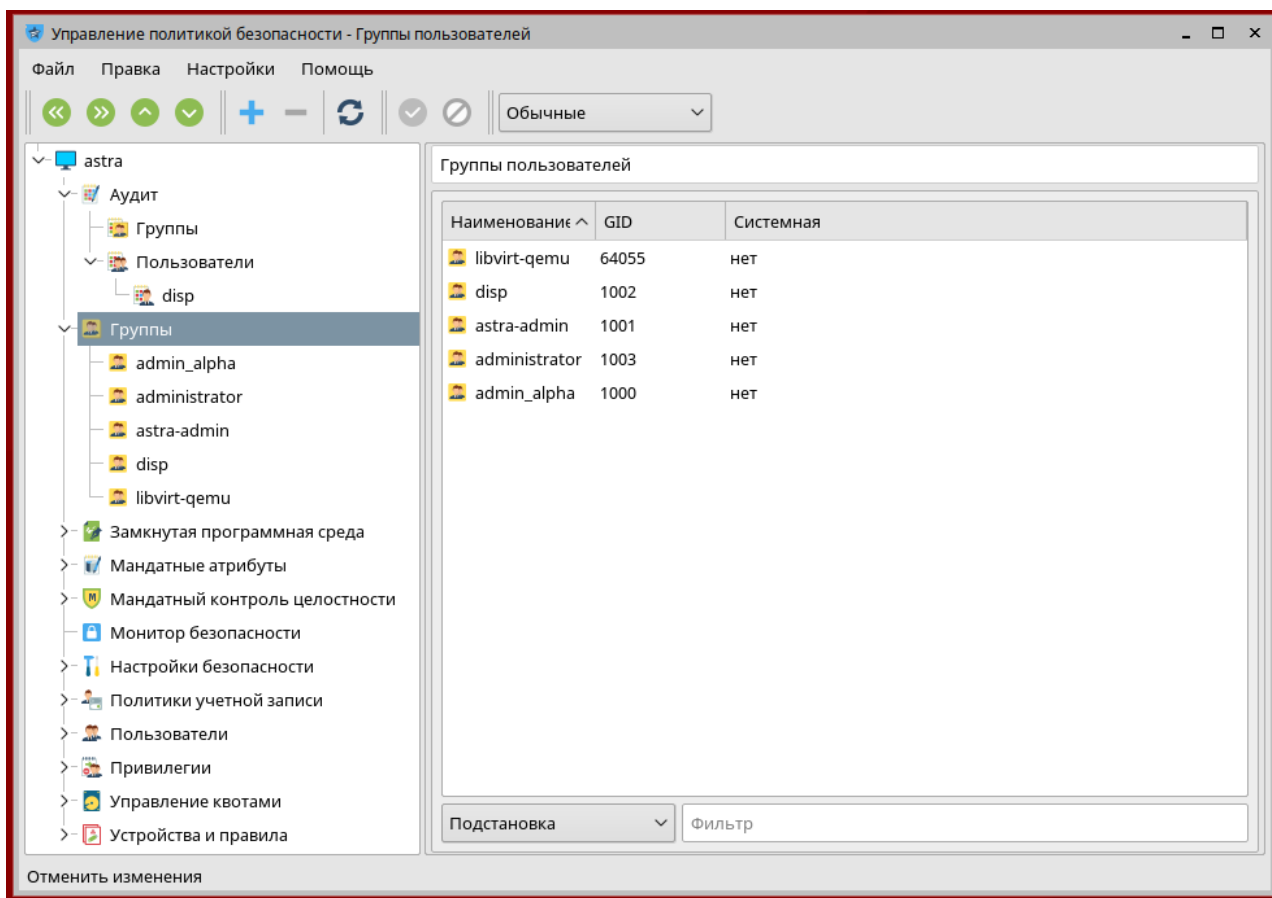 Управление политикой безопасности - Группы пользователей
Файл Правка Настройки Помощь
Обычные
astra
Аудит
Группы
Пользователи
disp
Группы
admin_alpha
administrator
astra-admin
disp
libvirt-qemu
Замкнутая программная среда
Мандатные атрибуты
Мандатный контроль целостности
Монитор безопасности
Настройки безопасности
Политики учетной записи
Пользователи
Привилегии
Управление квотами
Устройства и правила
Группы пользователей
Наименование GID Системная
libvirt-qemu 64055 нет
disp 1002 нет
astra-admin 1001 нет
administrator 1003 нет
admin_alpha 1000 нет
Подстановка Фильтр
Отменить изменения